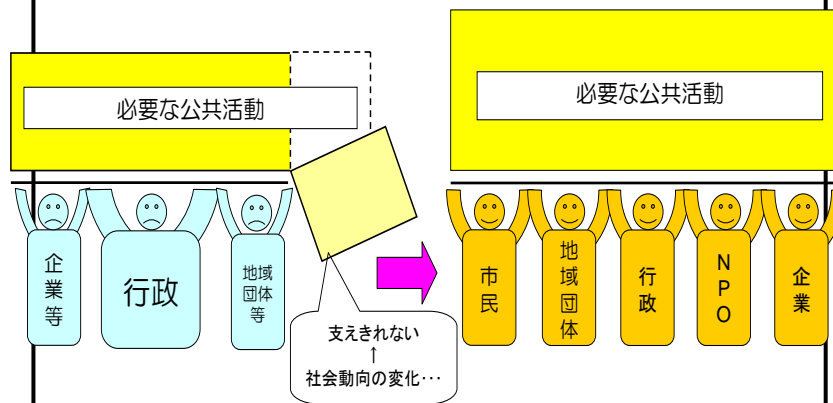 必要な公共活動
必要な公共活動
企業等
行政
地域
団体
等
支えきれない
↑
社会動向の変化･･･
市民
地域団体
行政
NPO
企業